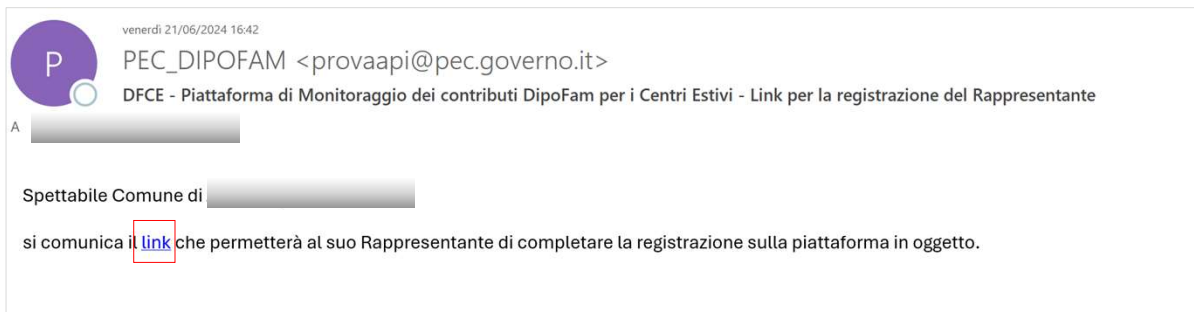 venerdì 21/06/2024 16:42
P
PEC_DIPOFAM <provaapi@pec.governo.it>
DFCE - Piattaforma di Monitoraggio dei contributi DipoFam per i Centri Estivi - Link per la registrazione del Rappresentante
A
Spettabile Comune di
si comunica il link che permetterà al suo Rappresentante di completare la registrazione sulla piattaforma in oggetto.